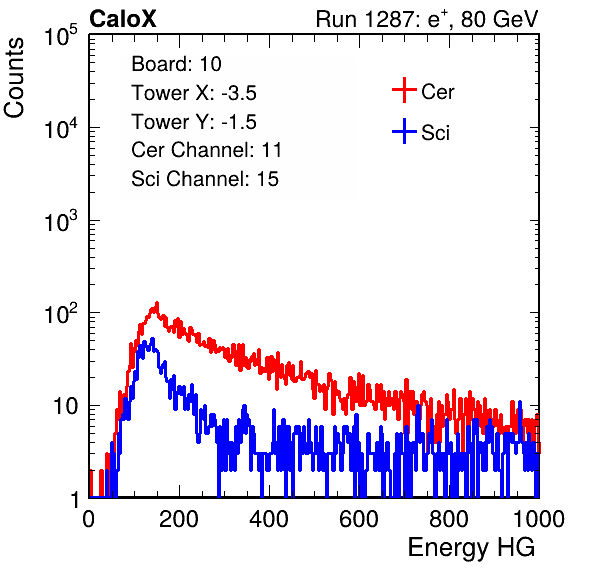 CaloX Run 1287: e⁺, 80 GeV
Counts
10⁵
10⁴
10³
10²
10
1
Board: 10
Tower X: -3.5
Tower Y: -1.5
Cer Channel: 11
Sci Channel: 15
Cer
Sci
0 200 400 600 800 1000
Energy HG